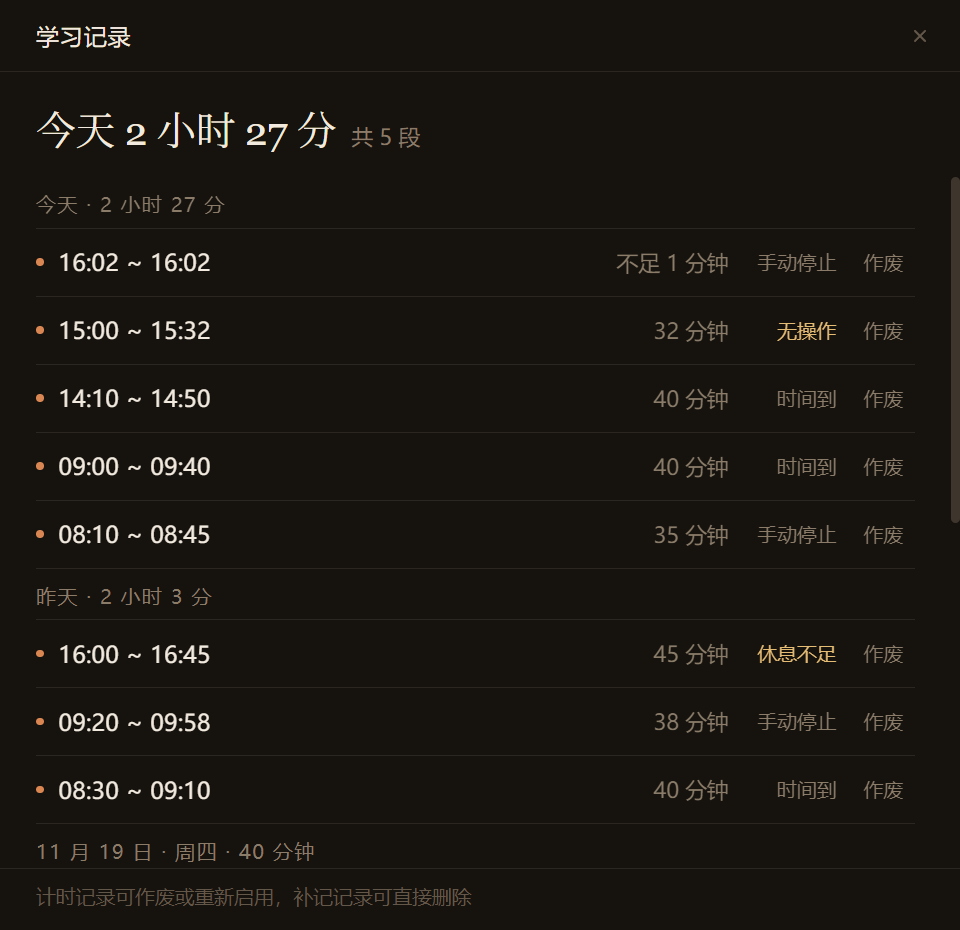 学习记录 ×
今天 2 小时 27 分 共 5 段
今天 · 2 小时 27 分
16:02 ~ 16:02 不足 1 分钟 手动停止 作废
15:00 ~ 15:32 32 分钟 无操作 作废
14:10 ~ 14:50 40 分钟 时间到 作废
09:00 ~ 09:40 40 分钟 时间到 作废
08:10 ~ 08:45 35 分钟 手动停止 作废
昨天 · 2 小时 3 分
16:00 ~ 16:45 45 分钟 休息不足 作废
09:20 ~ 09:58 38 分钟 手动停止 作废
08:30 ~ 09:10 40 分钟 时间到 作废
11 月 19 日 · 周四 · 40 分钟
计时记录可作废或重新启用，补记记录可直接删除